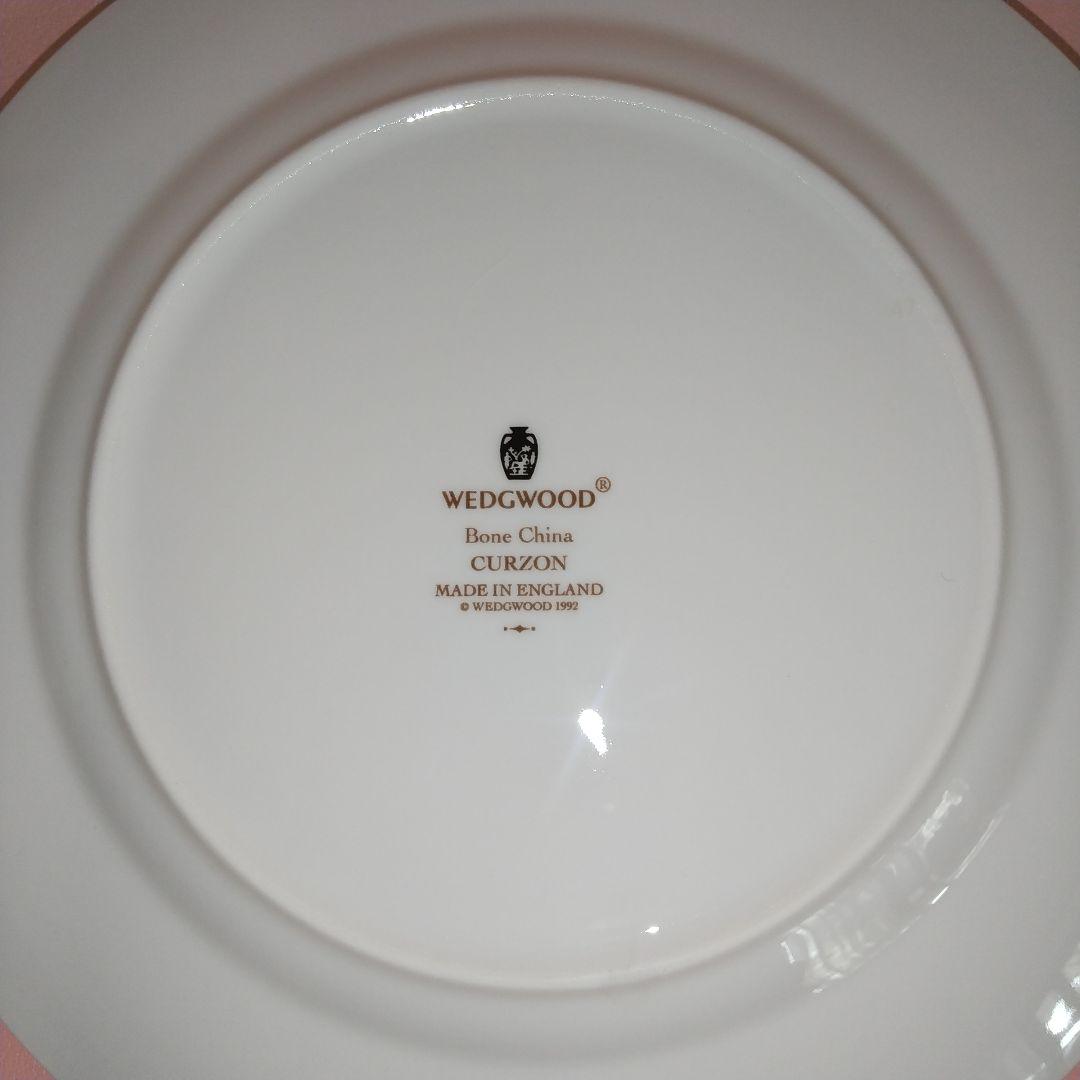 WEDGWOOD®
Bone China
CURZON
MADE IN ENGLAND
© WEDGWOOD 1992